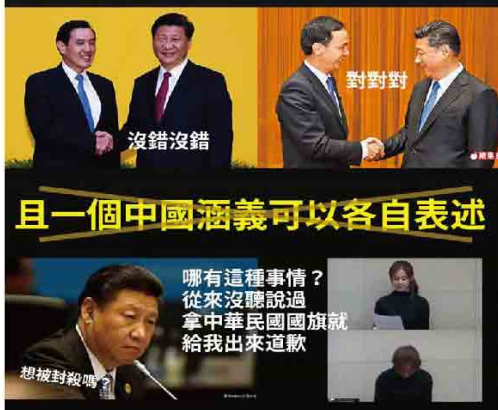 沒錯沒錯
對對對
且一個中國涵義可以各自表述
哪有這種事情？
從來沒聽說過
拿中華民國國旗就
給我出來道歉
想被封殺嗎？